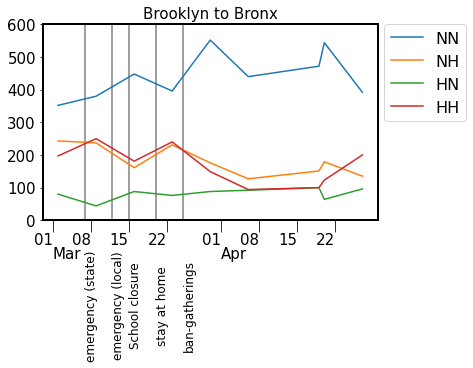 Brooklyn to Bronx
600
500
400
300
200
100
0
NN
NH
HN
HH
01 08 15 22 01 08 15 22
Mar Apr
emergency (state)
emergency (local)
School closure
stay at home
ban-gatherings